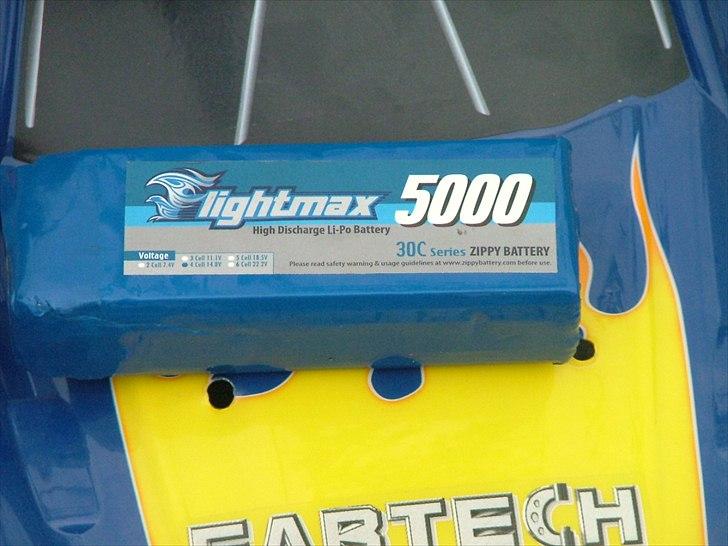 flightmax 5000
High Discharge Li-Po Battery
30C Series ZIPPY BATTERY
Voltage
3 Cell 11.1V 5 Cell 18.5V
2 Cell 7.4V 4 Cell 14.8V 6 Cell 22.2V
Please read safety warning & usage guidelines at www.zippybattery.com before use.
FARTECH